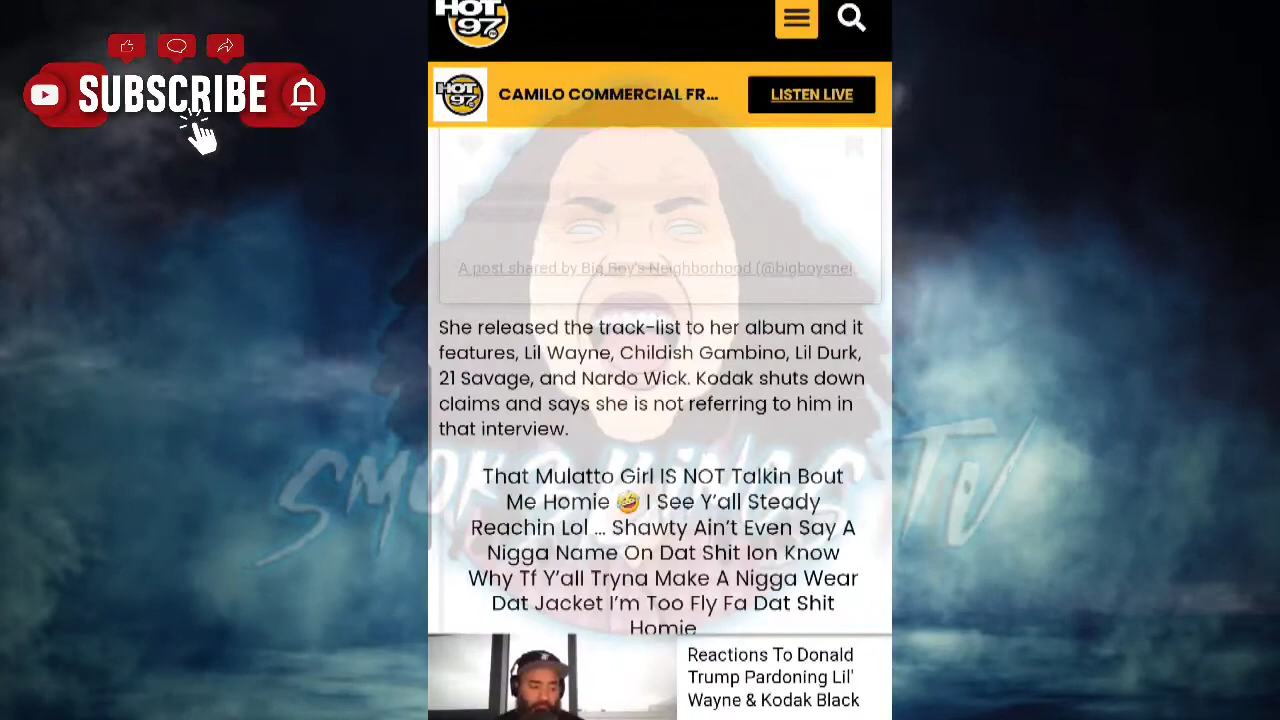 HOT
97
SUBSCRIBE
HOT
97
CAMILO COMMERCIAL FR...
LISTEN LIVE
A post shared by Big Boy's Neighborhood (@bigboysnei
She released the track-list to her album and it
features, Lil Wayne, Childish Gambino, Lil Durk,
21 Savage, and Nardo Wick. Kodak shuts down
claims and says she is not referring to him in
that interview.
That Mulatto Girl IS NOT Talkin Bout
Me Homie 🤣 I See Y'all Steady
Reachin Lol ... Shawty Ain't Even Say A
Nigga Name On Dat Shit Ion Know
Why Tf Y'all Tryna Make A Nigga Wear
Dat Jacket I'm Too Fly Fa Dat Shit
Homie
Reactions To Donald
Trump Pardoning Lil'
Wayne & Kodak Black